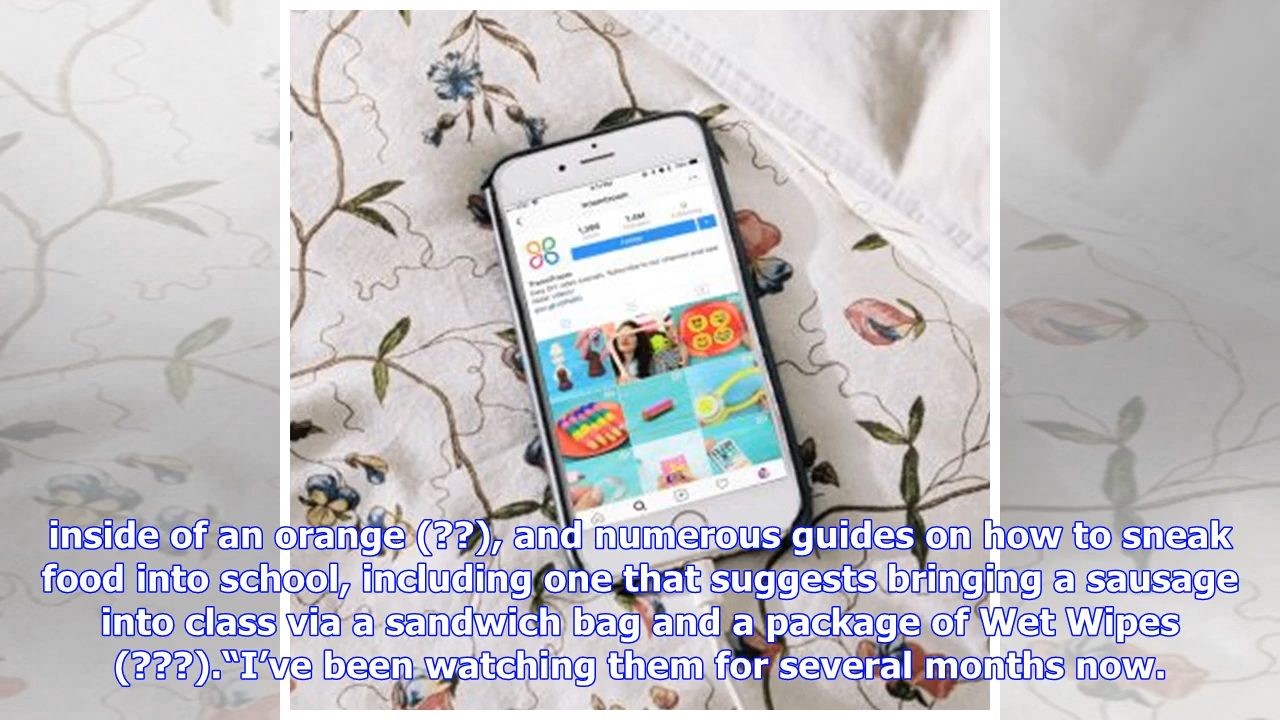 Follow
inside of an orange (??), and numerous guides on how to sneak
food into school, including one that suggests bringing a sausage
into class via a sandwich bag and a package of Wet Wipes
(???).“I’ve been watching them for several months now.